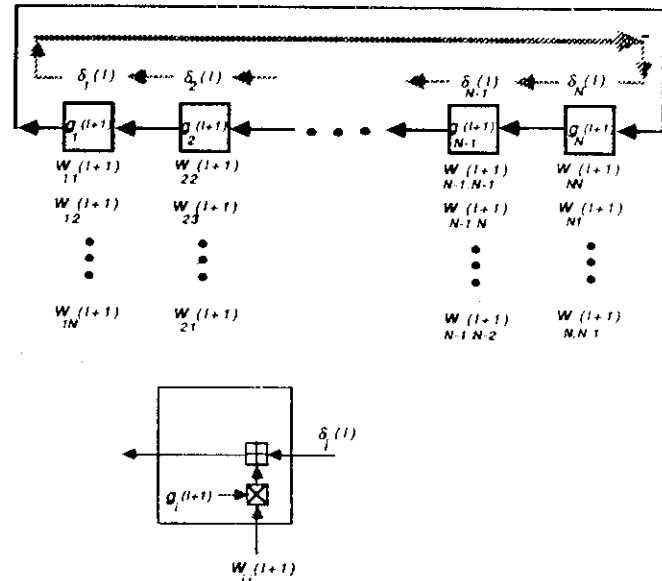 δ1(l) δ2(l) δN-1(l) δN(l)
g1(l+1) g2(l+1) gN-1(l+1) gN(l+1)
W11(l+1) W22(l+1) WN-1,N-1(l+1) WNN(l+1)
W12(l+1) W23(l+1) WN-1,N(l+1) WN1(l+1)
W1N(l+1) W21(l+1) WN-1,N-2(l+1) WN,N-1(l+1)
δj(l)
gi(l+1)
Wij(l+1)